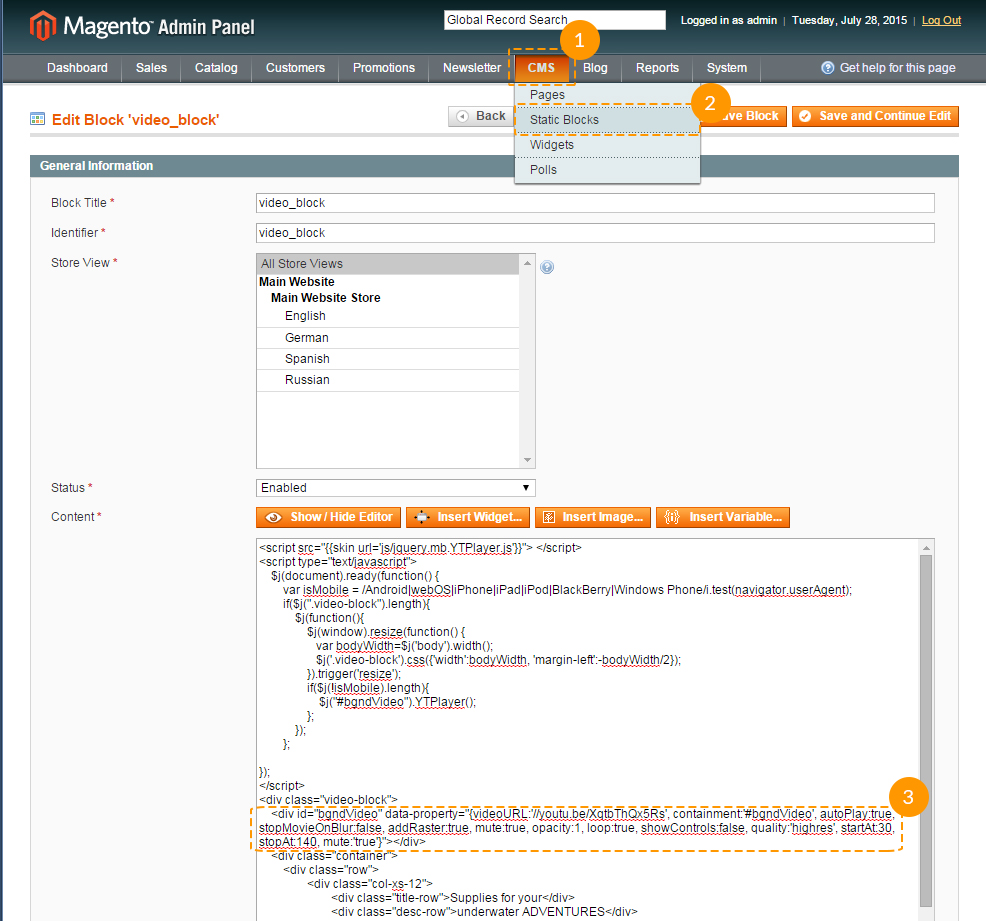 Magento™ Admin Panel
Global Record Search
Logged in as admin | Tuesday, July 28, 2015 | Log Out
1
Dashboard Sales Catalog Customers Promotions Newsletter CMS Blog Reports System Get help for this page
Pages
2
Edit Block 'video_block'
Back Static Blocks ve Block Save and Continue Edit
Widgets
General Information
Polls
Block Title *
video_block
Identifier *
video_block
Store View *
All Store Views
Main Website
Main Website Store
English
German
Spanish
Russian
Status *
Enabled
Content *
Show / Hide Editor Insert Widget... Insert Image... Insert Variable...
<script src="{{skin url='js/jquery.mb.YTPlayer.js'}}"> </script>
<script type="text/javascript">
$j(document).ready(function() {
var isMobile = /Android|webOS|iPhone|iPad|iPod|BlackBerry|Windows Phone/i.test(navigator.userAgent);
if($j(".video-block").length){
$j(function(){
$j(window).resize(function() {
var bodyWidth=$j('body').width();
$j('.video-block').css({'width':bodyWidth, 'margin-left':-bodyWidth/2});
}).trigger('resize');
if($j(!isMobile).length){
$j("#bgndVideo").YTPlayer();
};
});
};
});
</script>
<div class="video-block">
3
<div id="bgndVideo" data-property="{videoURL:'//youtu.be/XqtbThQx5Rs', containment:'#bgndVideo', autoPlay:true,
stopMovieOnBlur:false, addRaster:true, mute:true, opacity:1, loop:true, showControls:false, quality:'highres', startAt:30,
stopAt:140, mute:'true'}"></div>
<div class="container">
<div class="row">
<div class="col-xs-12">
<div class="title-row">Supplies for your</div>
<div class="desc-row">underwater ADVENTURES</div>